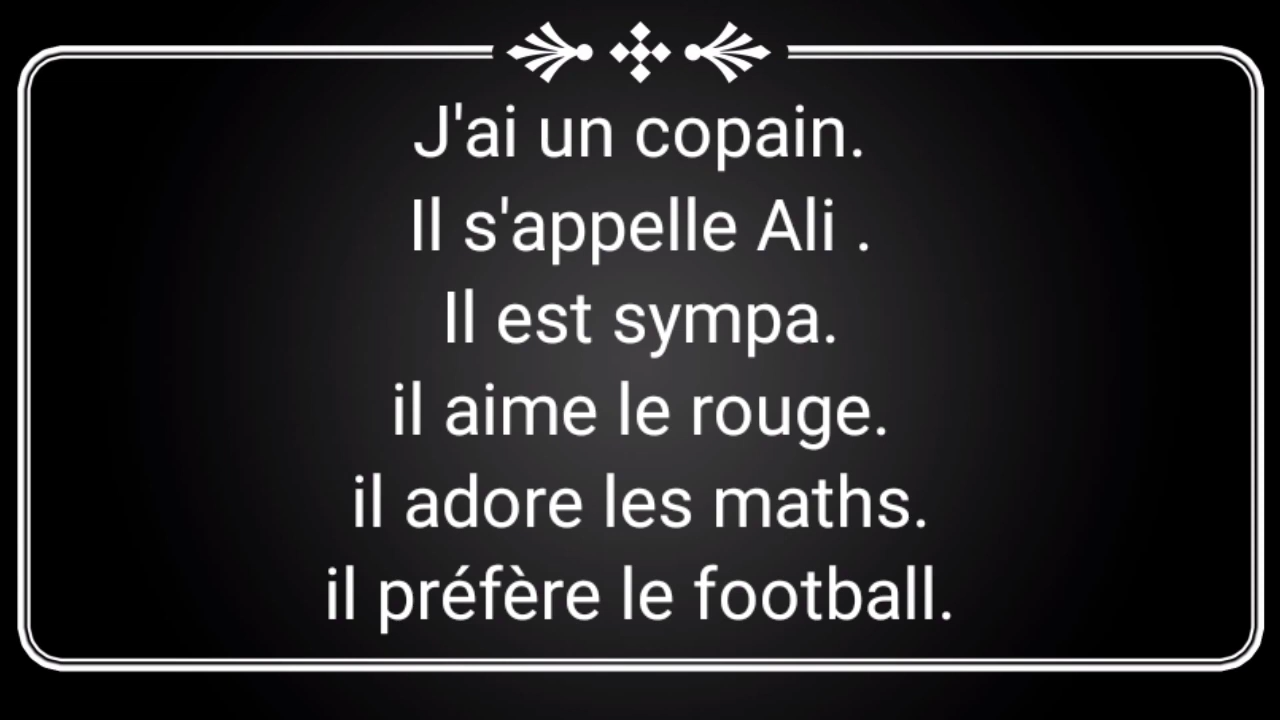 J'ai un copain.
Il s'appelle Ali .
Il est sympa.
il aime le rouge.
il adore les maths.
il préfère le football.